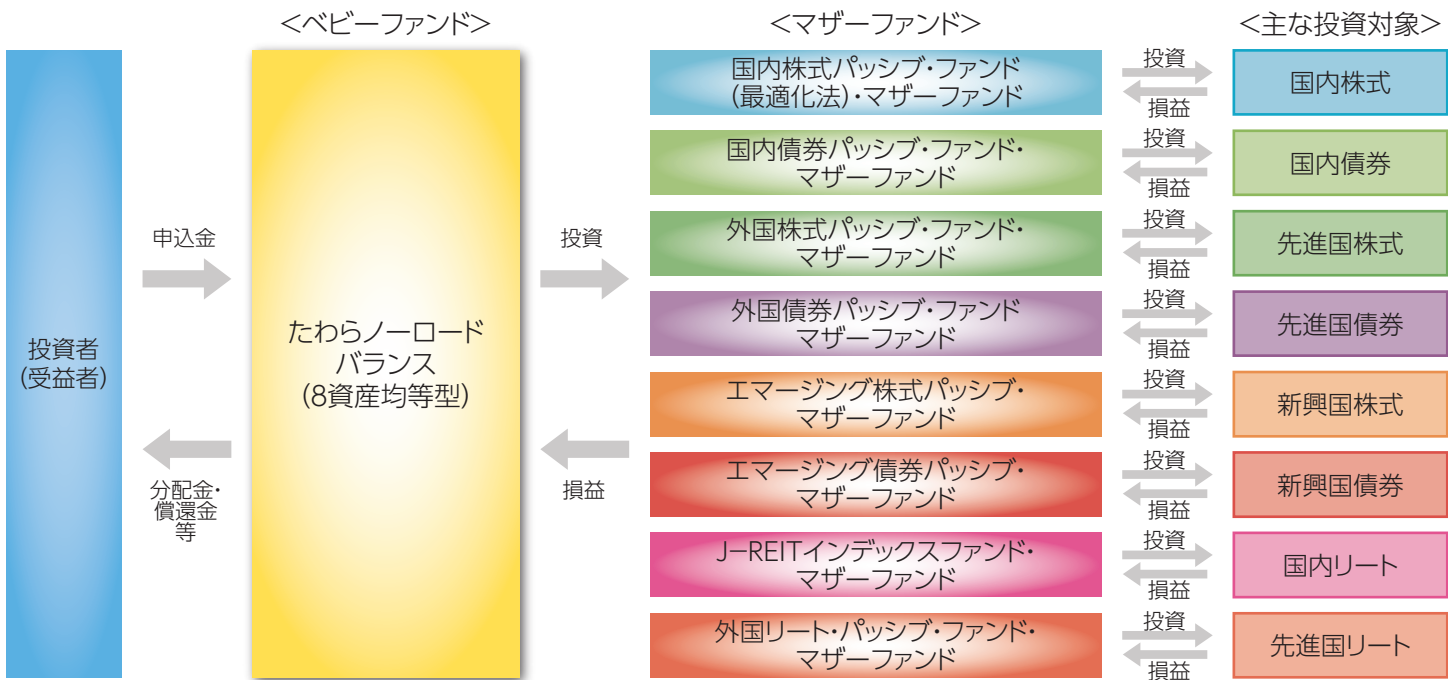 <ベビーファンド>
<マザーファンド>
<主な投資対象>
投資者
(受益者)
申込金
分配金・
償還金
等
たわらノーロード
バランス
(8資産均等型)
投資
損益
国内株式パッシブ・ファンド
(最適化法)・マザーファンド
投資
損益
国内株式
国内債券パッシブ・ファンド・
マザーファンド
投資
損益
国内債券
外国株式パッシブ・ファンド・
マザーファンド
投資
損益
先進国株式
外国債券パッシブ・ファンド
マザーファンド
投資
損益
先進国債券
エマージング株式パッシブ・
マザーファンド
投資
損益
新興国株式
エマージング債券パッシブ・
マザーファンド
投資
損益
新興国債券
J-REITインデックスファンド・
マザーファンド
投資
損益
国内リート
外国リート・パッシブ・ファンド・
マザーファンド
投資
損益
先進国リート